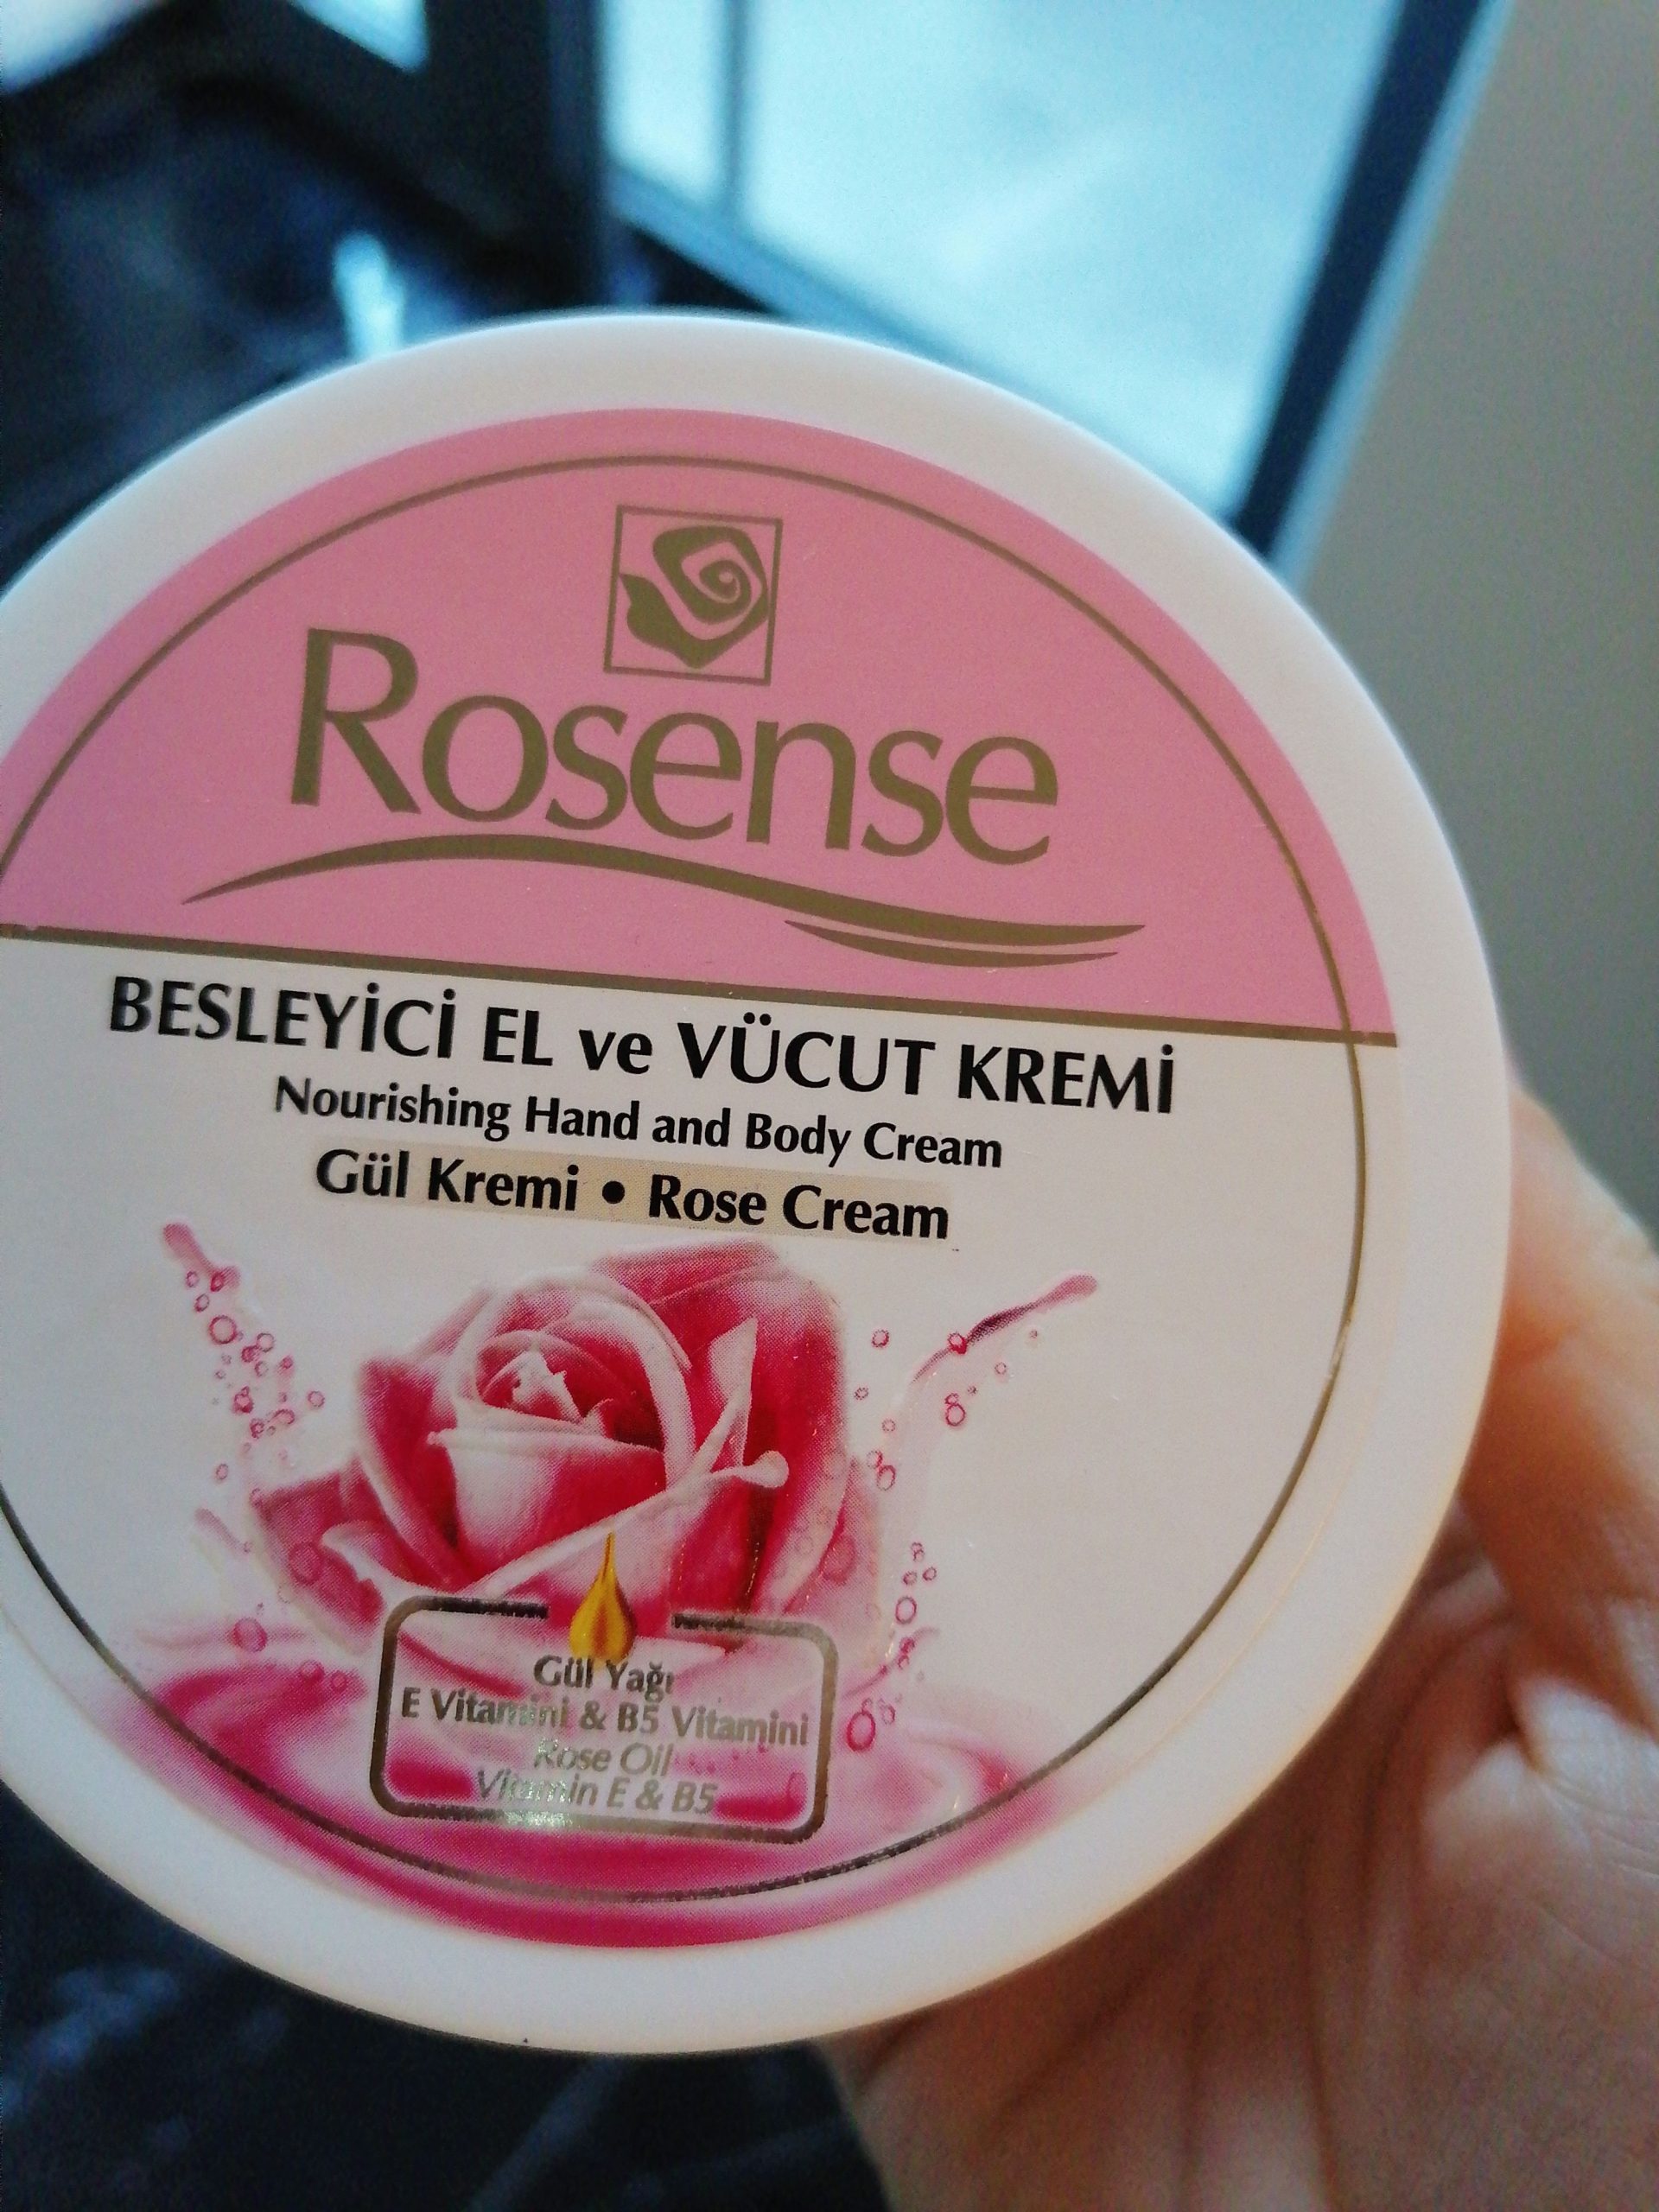 Rosense
BESLEYİCİ EL ve VÜCUT KREMİ
Nourishing Hand and Body Cream
Gül Kremi • Rose Cream
Gül Yağı
E Vitamini & B5 Vitamini
Rose Oil
Vitamin E & B5